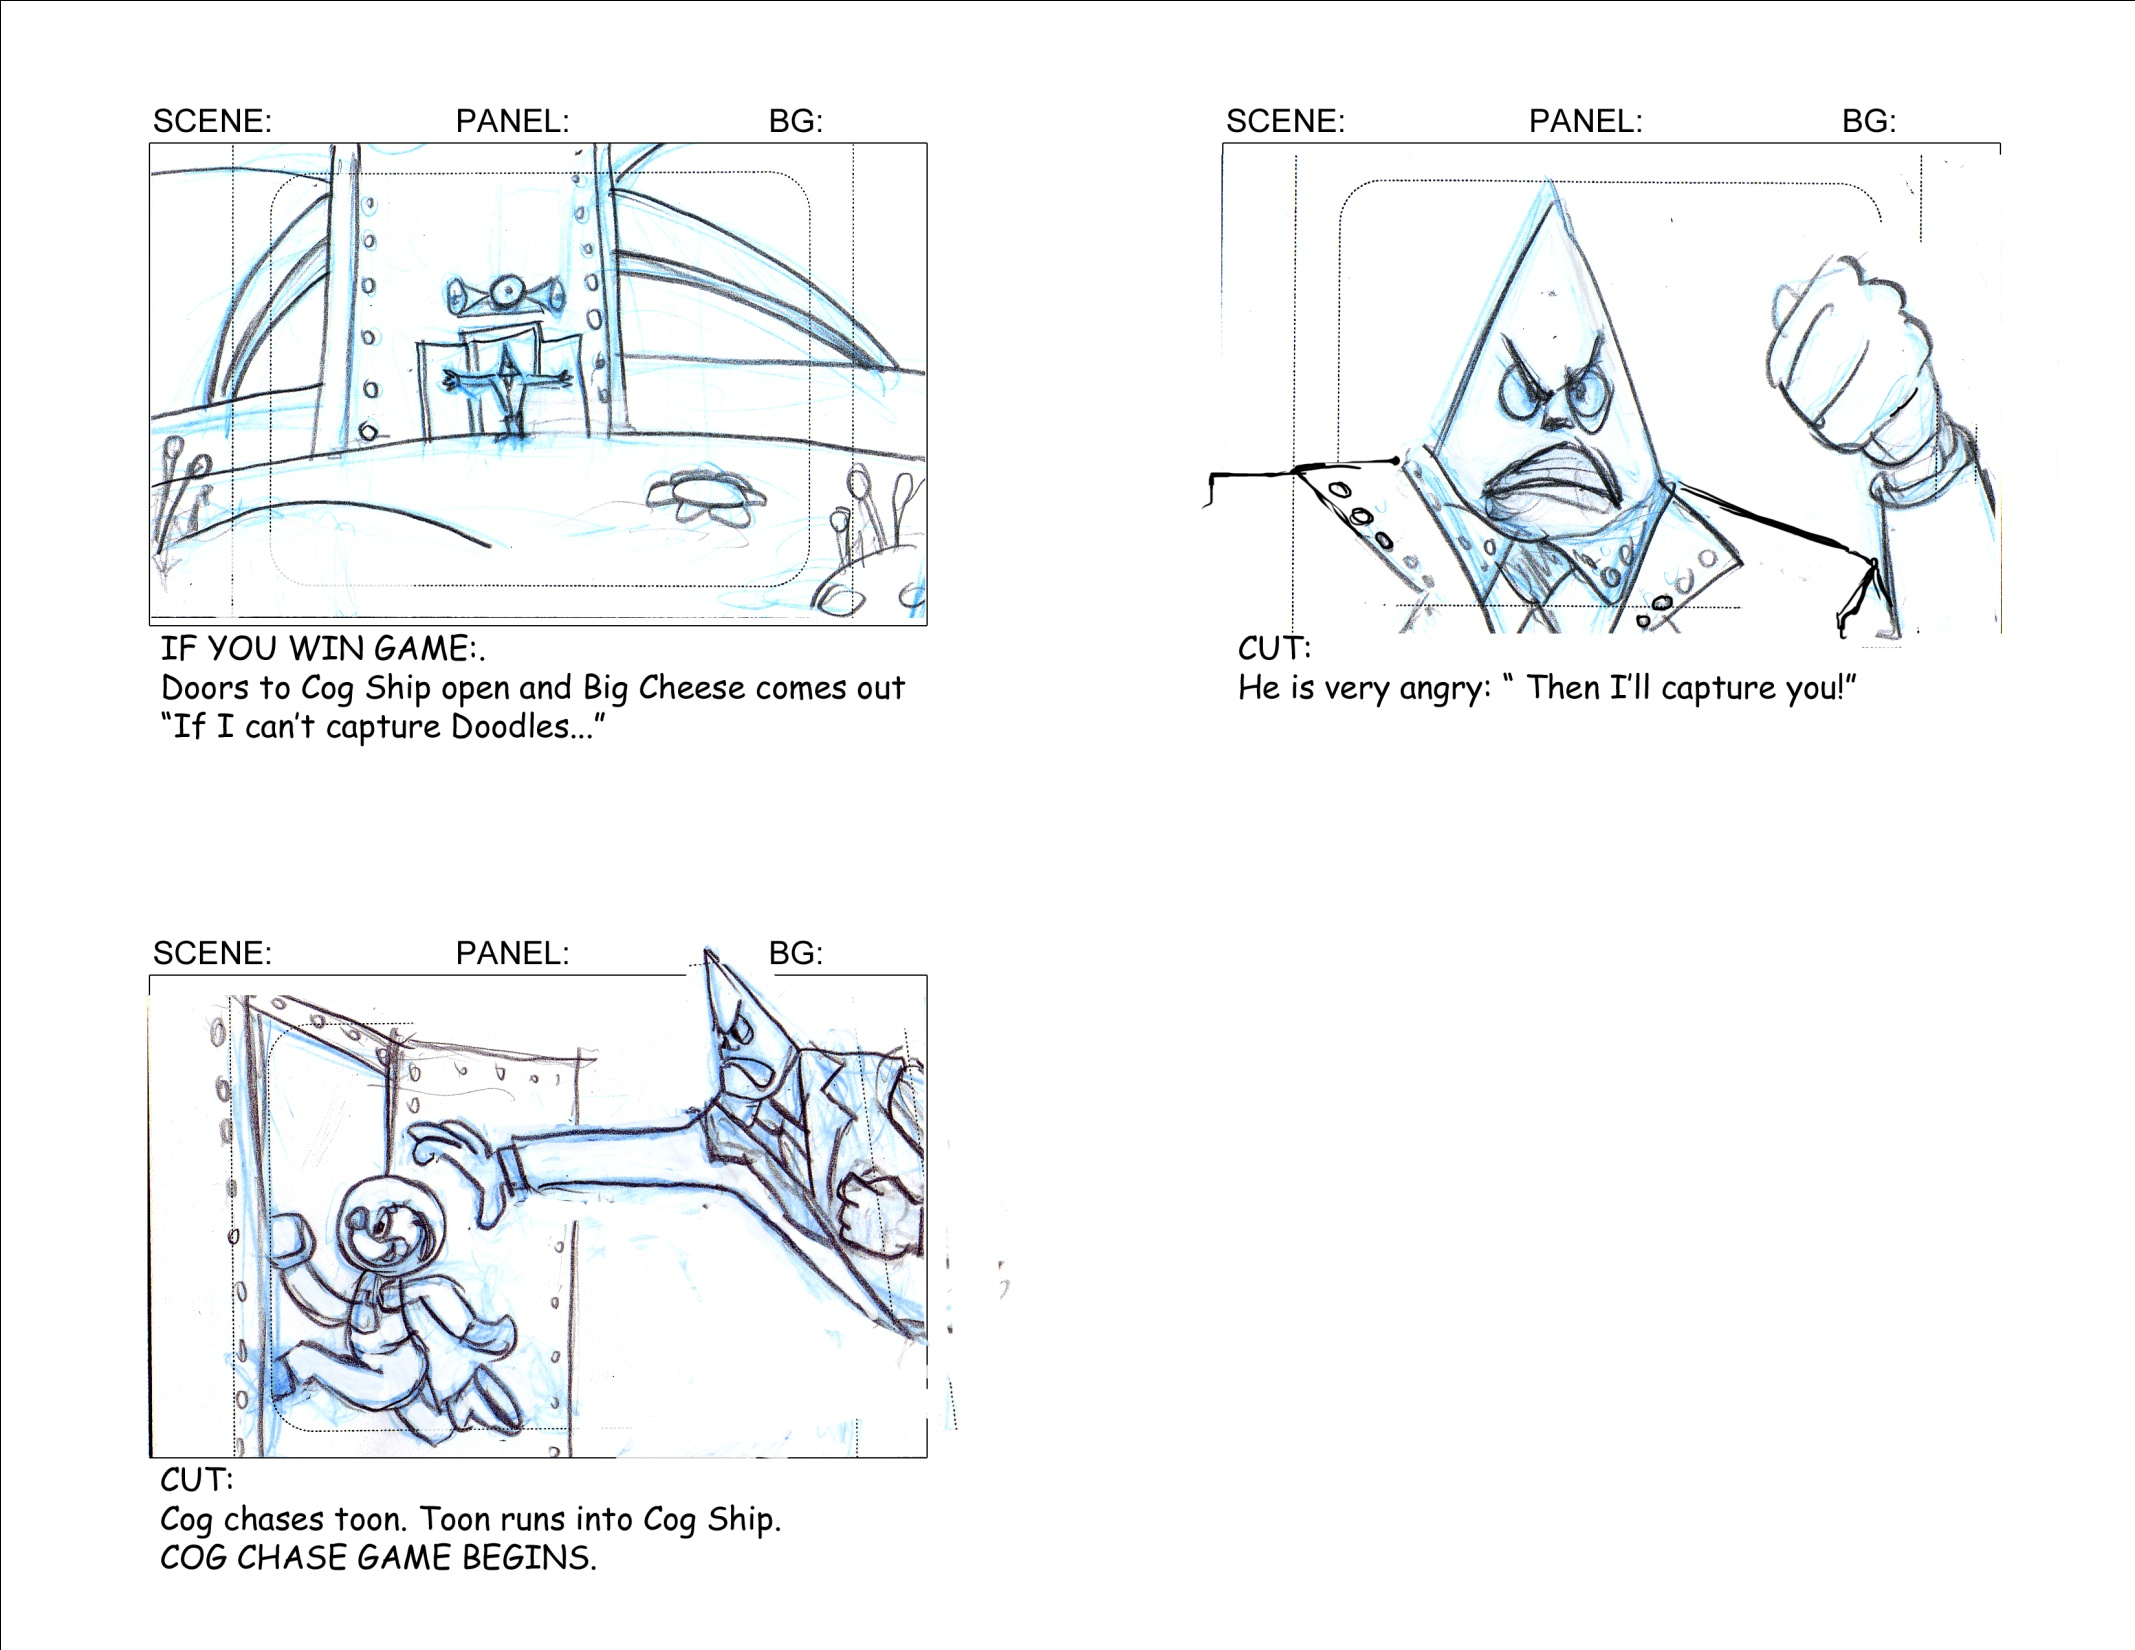 SCENE: PANEL: BG:
IF YOU WIN GAME:.
Doors to Cog Ship open and Big Cheese comes out
“If I can’t capture Doodles...”
SCENE: PANEL: BG:
CUT:
He is very angry: “ Then I’ll capture you!”
SCENE: PANEL: BG:
CUT:
Cog chases toon. Toon runs into Cog Ship.
COG CHASE GAME BEGINS.